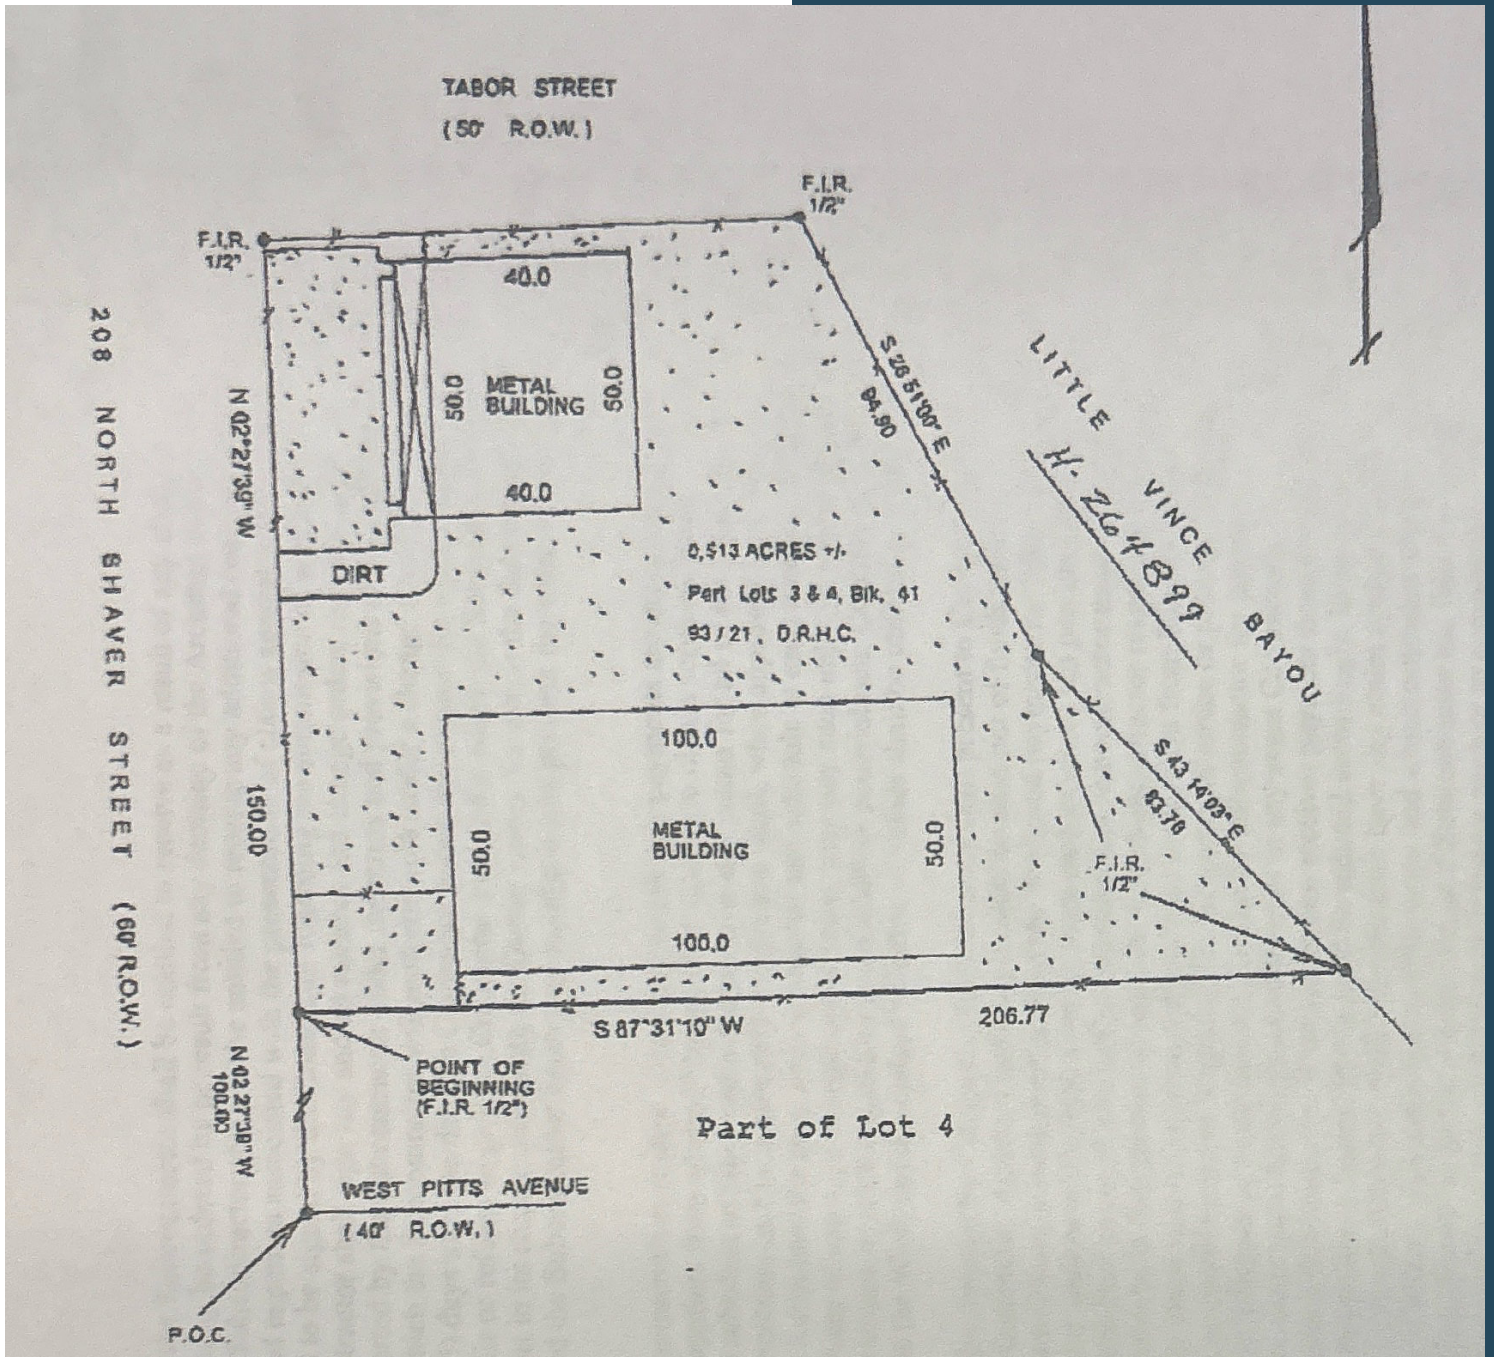 TABOR STREET
(50' R.O.W.)
F.I.R.
1/2"
F.I.R.
1/2"
208 NORTH SHAVER STREET (60' R.O.W.)
N 02°27'39" W
150.00
40.0
50.0
METAL
BUILDING
50.0
40.0
DIRT
S 26 51'00" E
94.90
LITTLE VINCE BAYOU
H. 264899
0.513 ACRES +/-
Part Lots 3 & 4, Blk. 41
93/21, D.R.H.C.
100.0
50.0
METAL
BUILDING
50.0
100.0
S 43 14'03" E
83.78
F.I.R.
1/2"
S 87°31'10" W
206.77
POINT OF
BEGINNING
(F.I.R. 1/2")
N 02 27'39" W
100.00
Part of Lot 4
WEST PITTS AVENUE
(40' R.O.W.)
P.O.C.